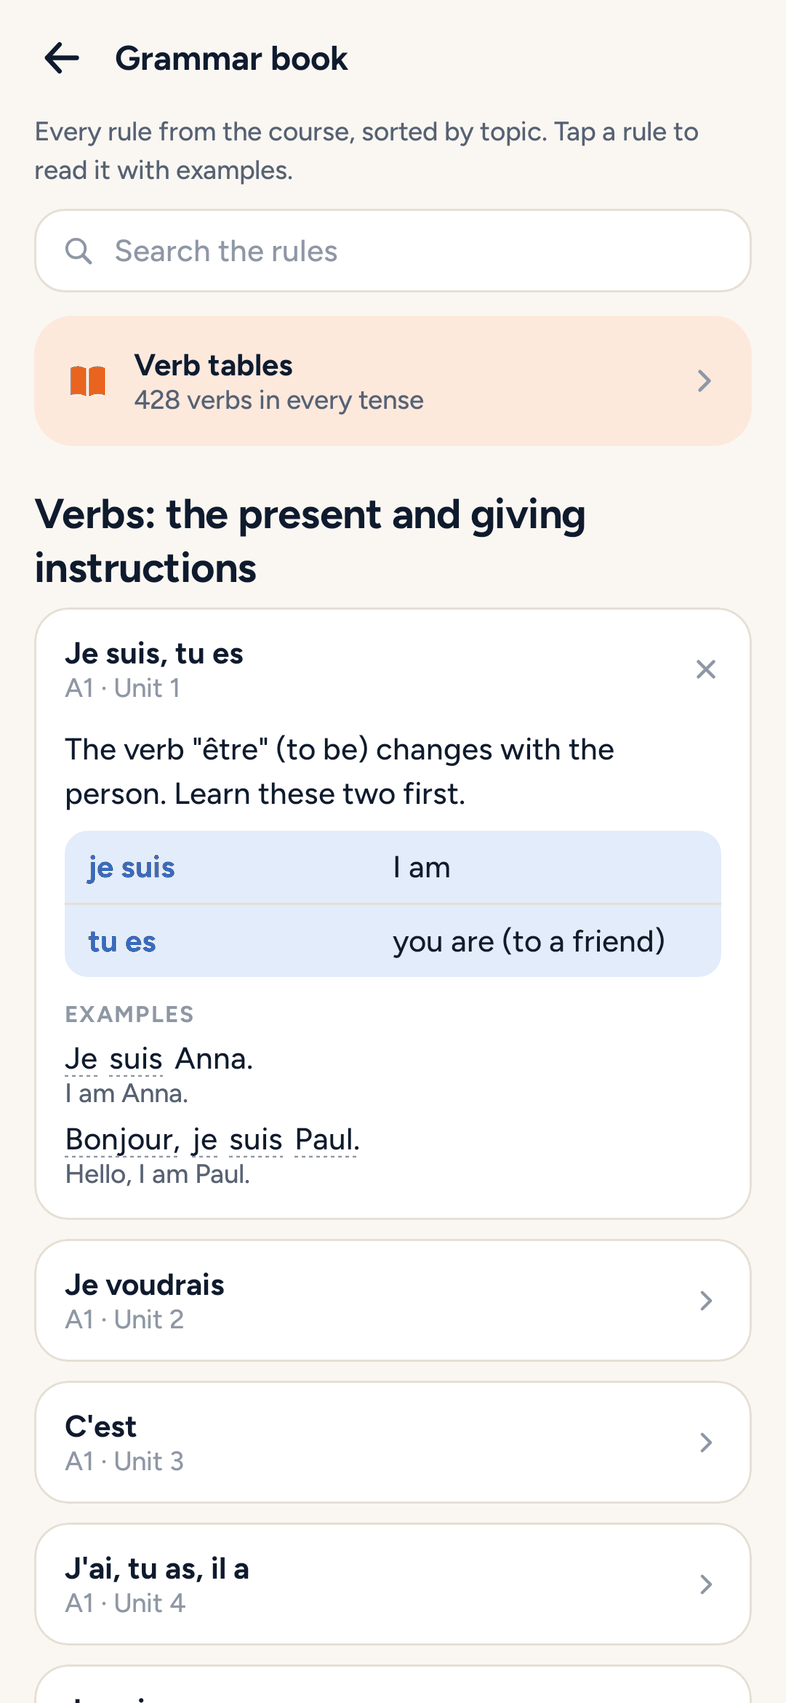 Grammar book
Every rule from the course, sorted by topic. Tap a rule to
read it with examples.
Search the rules
Verb tables
428 verbs in every tense
Verbs: the present and giving
instructions
Je suis, tu es
A1 · Unit 1
The verb "être" (to be) changes with the
person. Learn these two first.
je suis I am
tu es you are (to a friend)
EXAMPLES
Je suis Anna.
I am Anna.
Bonjour, je suis Paul.
Hello, I am Paul.
Je voudrais
A1 · Unit 2
C'est
A1 · Unit 3
J'ai, tu as, il a
A1 · Unit 4